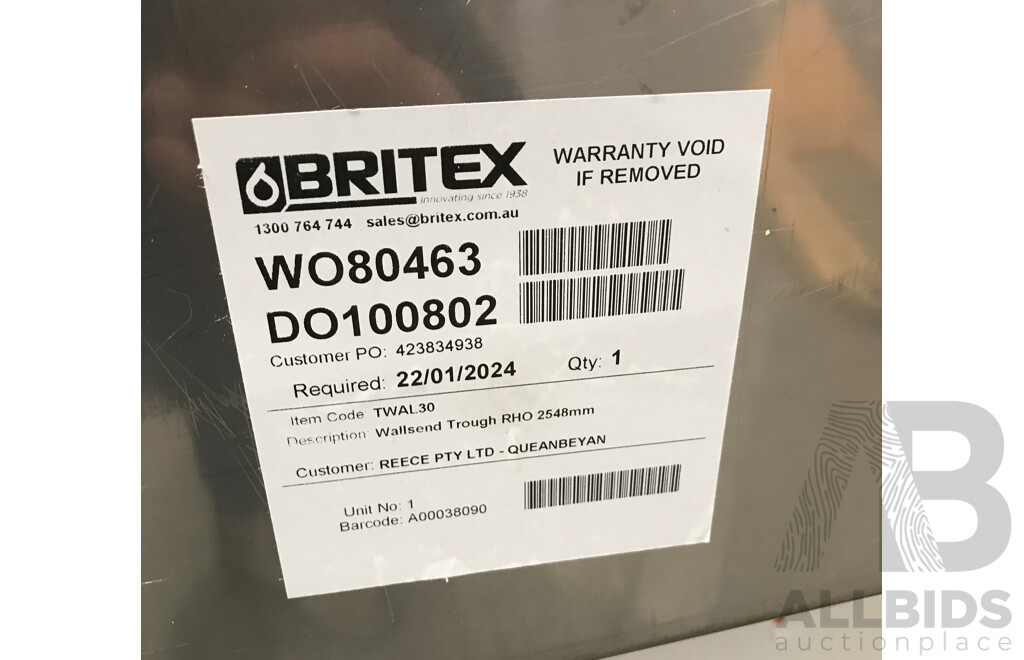 BRITEX
innovating since 1938
WARRANTY VOID
IF REMOVED
1300 764 744 sales@britex.com.au
WO80463
DO100802
Customer PO: 423834938
Required: 22/01/2024 Qty: 1
Item Code TWAL30
Description Wallsend Trough RHO 2548mm
Customer: REECE PTY LTD - QUEANBEYAN
Unit No: 1
Barcode: A00038090
AB
ALLBIDS
auctionplace